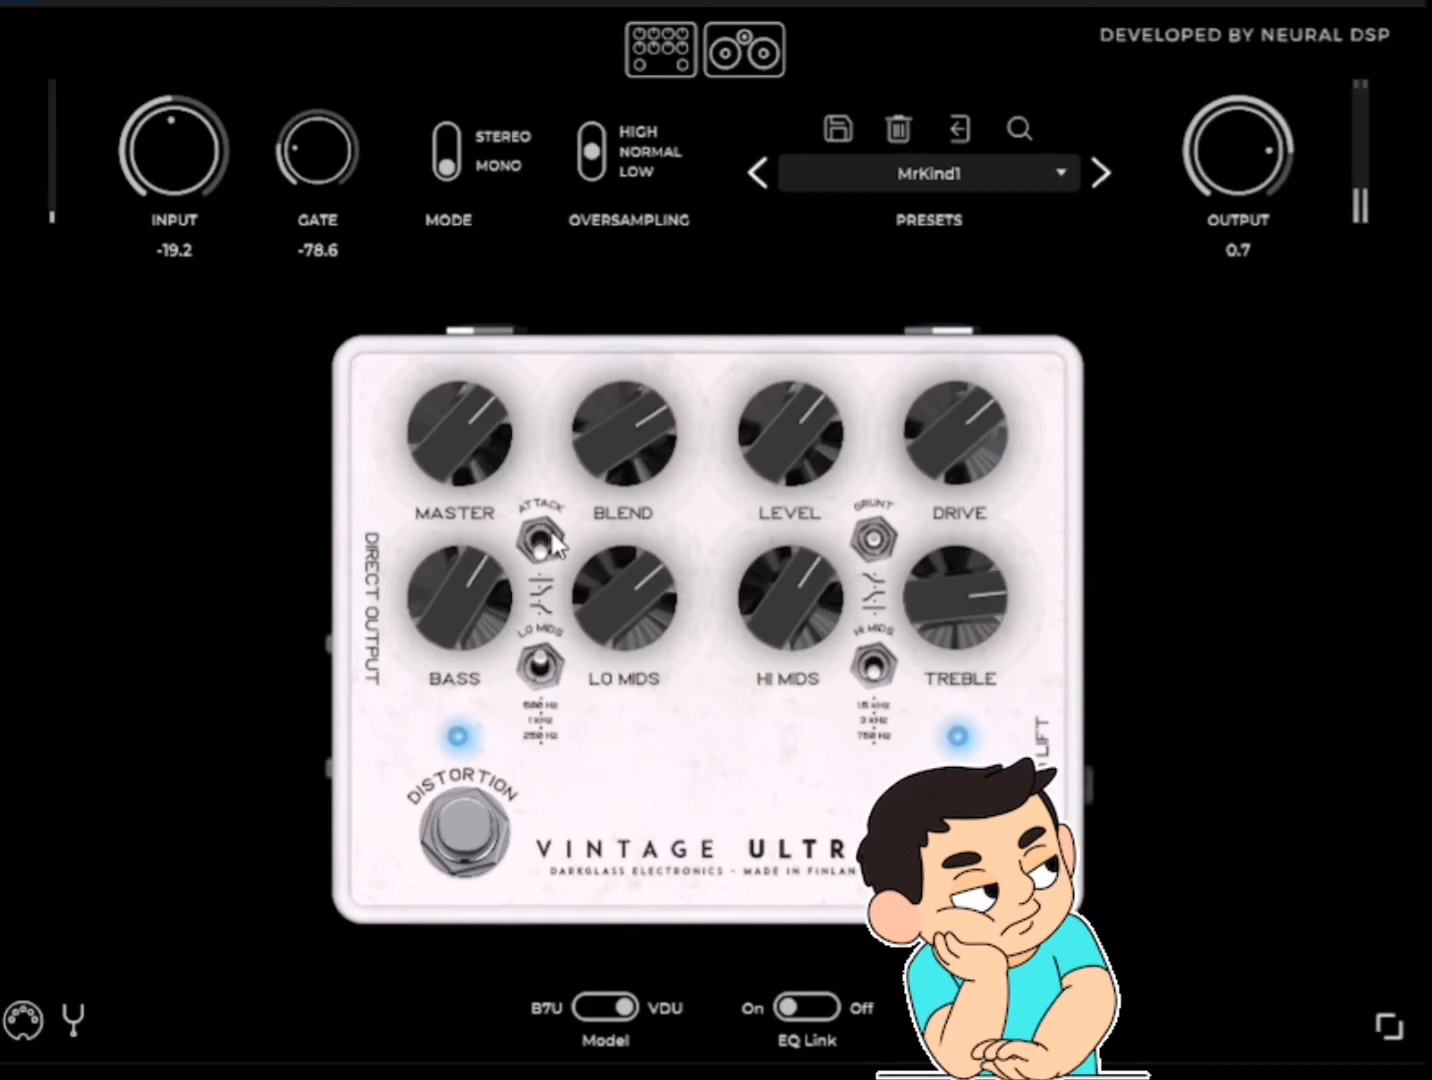 DEVELOPED BY NEURAL DSP
STEREO
MONO
HIGH
NORMAL
LOW
MrKind1
INPUT
GATE
MODE
OVERSAMPLING
PRESETS
OUTPUT
-19.2
-78.6
0.7
MASTER
ATTACK
BLEND
LEVEL
GRUNT
DRIVE
DIRECT OUTPUT
BASS
LO MIDS
LO MIDS
HI MIDS
HI MIDS
TREBLE
500 Hz
1 kHz
250 Hz
1.5 kHz
3 kHz
750 Hz
LIFT
DISTORTION
VINTAGE ULTR
DARKGLASS ELECTRONICS - MADE IN FINLAN
B7U
VDU
On
Off
Model
EQ Link